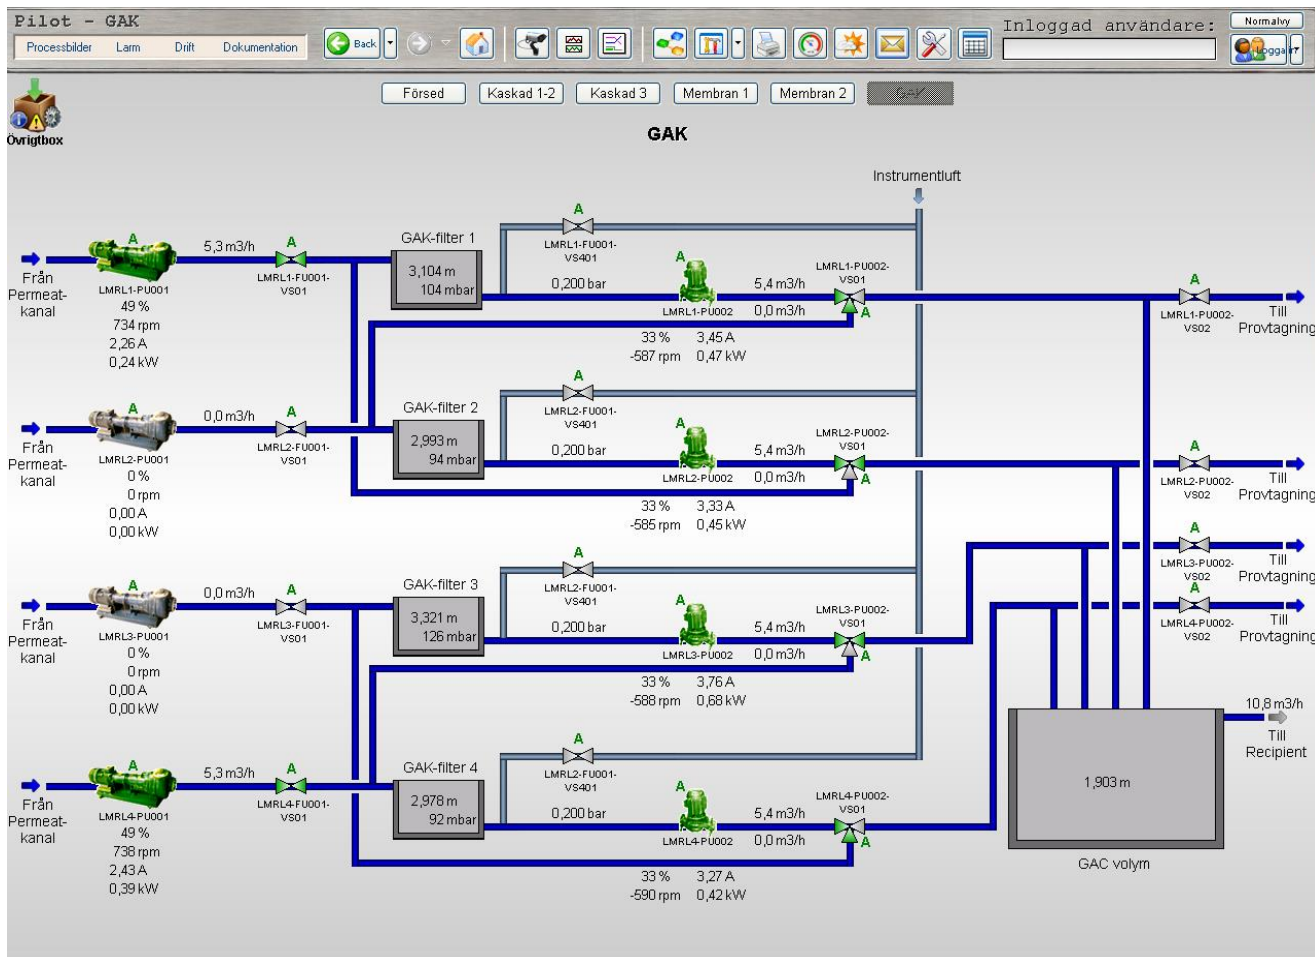 Pilot - GAK
Processbilder Larm Drift Dokumentation
Back
Inloggad användare:
Normalvy
Övrigtbox
Försed Kaskad 1-2 Kaskad 3 Membran 1 Membran 2 GAK
GAK
Instrumentluft
Från
Permeat-
kanal
A
LMRL1-PU001
49 %
734 rpm
2,26 A
0,24 kW
5,3 m3/h
A
LMRL1-FU001-
VS01
GAK-filter 1
3,104 m
104 mbar
A
LMRL1-FU001-
VS401
0,200 bar
A
LMRL1-PU002
5,4 m3/h
0,0 m3/h
LMRL1-PU002-
VS01
A
33 % 3,45 A
-587 rpm 0,47 kW
A
LMRL1-PU002-
VS02
Till
Provtagning
Från
Permeat-
kanal
A
LMRL2-PU001
0 %
0 rpm
0,00 A
0,00 kW
0,0 m3/h
A
LMRL2-FU001-
VS01
GAK-filter 2
2,993 m
94 mbar
A
LMRL2-FU001-
VS401
0,200 bar
A
LMRL2-PU002
5,4 m3/h
0,0 m3/h
LMRL2-PU002-
VS01
A
33 % 3,33 A
-585 rpm 0,45 kW
A
LMRL2-PU002-
VS02
Till
Provtagning
Från
Permeat-
kanal
A
LMRL3-PU001
0 %
0 rpm
0,00 A
0,00 kW
0,0 m3/h
A
LMRL3-FU001-
VS01
GAK-filter 3
3,321 m
126 mbar
A
LMRL2-FU001-
VS401
0,200 bar
A
LMRL3-PU002
5,4 m3/h
0,0 m3/h
LMRL3-PU002-
VS01
A
33 % 3,76 A
-588 rpm 0,68 kW
A
LMRL3-PU002-
VS02
Till
Provtagning
A
LMRL4-PU002-
VS02
Till
Provtagning
Från
Permeat-
kanal
A
LMRL4-PU001
49 %
738 rpm
2,43 A
0,39 kW
5,3 m3/h
A
LMRL4-FU001-
VS01
GAK-filter 4
2,978 m
92 mbar
A
LMRL2-FU001-
VS401
0,200 bar
A
LMRL4-PU002
5,4 m3/h
0,0 m3/h
LMRL4-PU002-
VS01
A
33 % 3,27 A
-590 rpm 0,42 kW
1,903 m
GAC volym
10,8 m3/h
Till
Recipient